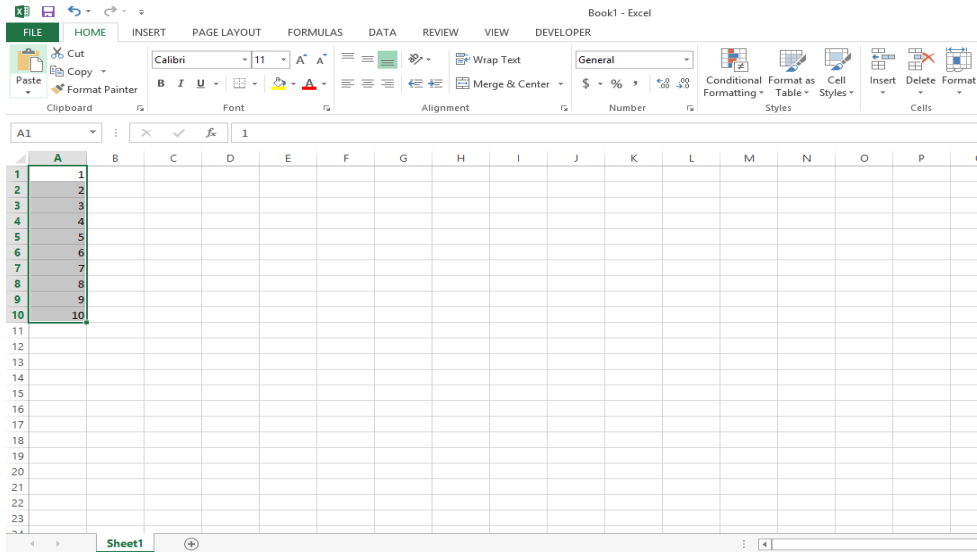 Book1 - Excel
FILE HOME INSERT PAGE LAYOUT FORMULAS DATA REVIEW VIEW DEVELOPER
Paste
Cut
Copy
Format Painter
Clipboard
Calibri 11
B I U
Font
Wrap Text
Merge & Center
Alignment
General
$ % ,
Number
Conditional Formatting
Format as Table
Cell Styles
Styles
Insert Delete Format
Cells
A1 fx 1
A B C D E F G H I J K L M N O P
1 1
2 2
3 3
4 4
5 5
6 6
7 7
8 8
9 9
10 10
11
12
13
14
15
16
17
18
19
20
21
22
23
Sheet1